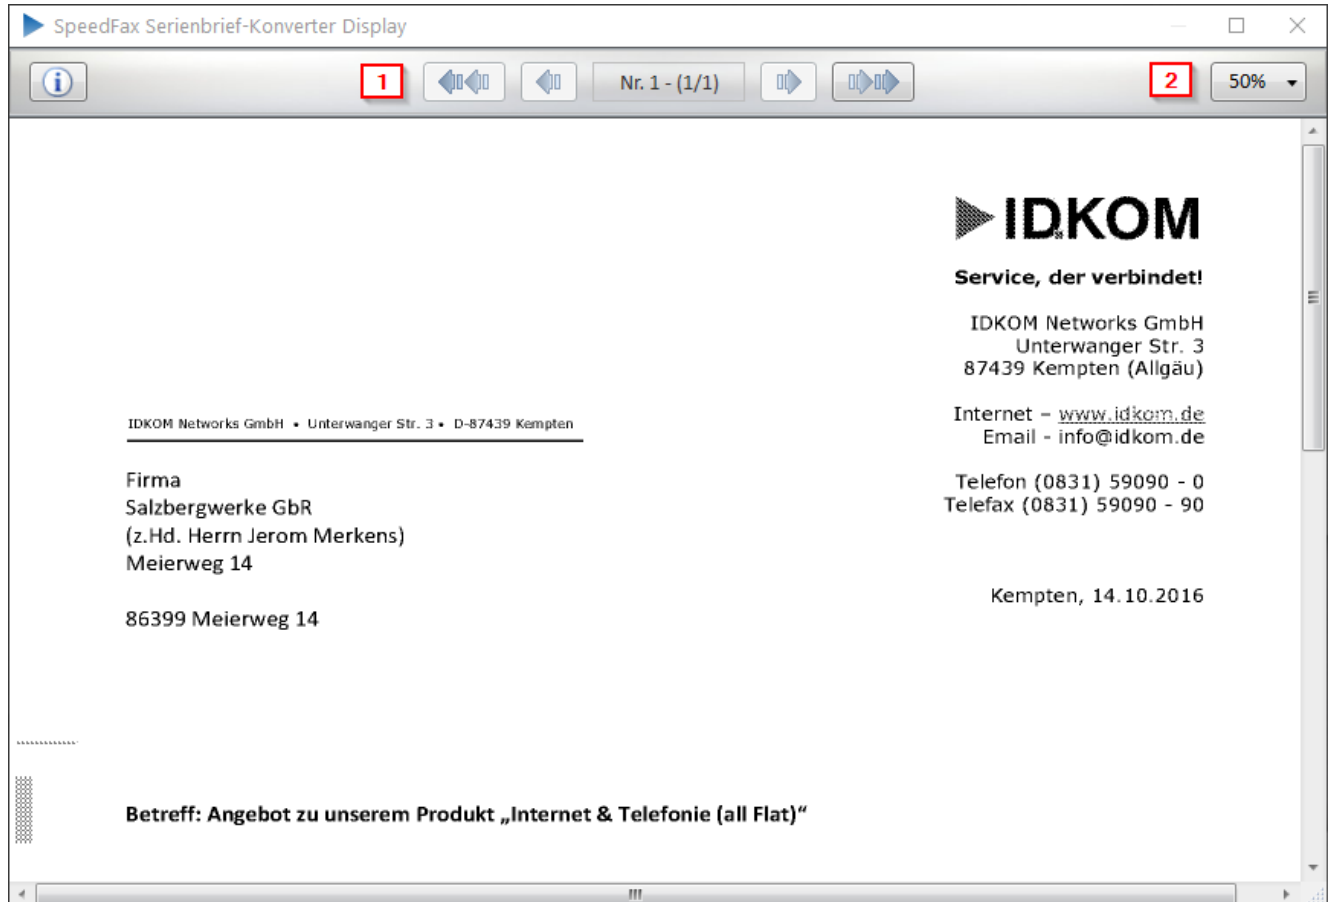 SpeedFax Serienbrief-Konverter Display
1
Nr. 1 - (1/1)
2
50%
IDKOM
Service, der verbindet!
IDKOM Networks GmbH
Unterwanger Str. 3
87439 Kempten (Allgäu)
Internet – www.idkom.de
Email - info@idkom.de
Telefon (0831) 59090 - 0
Telefax (0831) 59090 - 90
IDKOM Networks GmbH • Unterwanger Str. 3 • D-87439 Kempten
Firma
Salzbergwerke GbR
(z.Hd. Herrn Jerom Merkens)
Meierweg 14
86399 Meierweg 14
Kempten, 14.10.2016
Betreff: Angebot zu unserem Produkt „Internet & Telefonie (all Flat)“